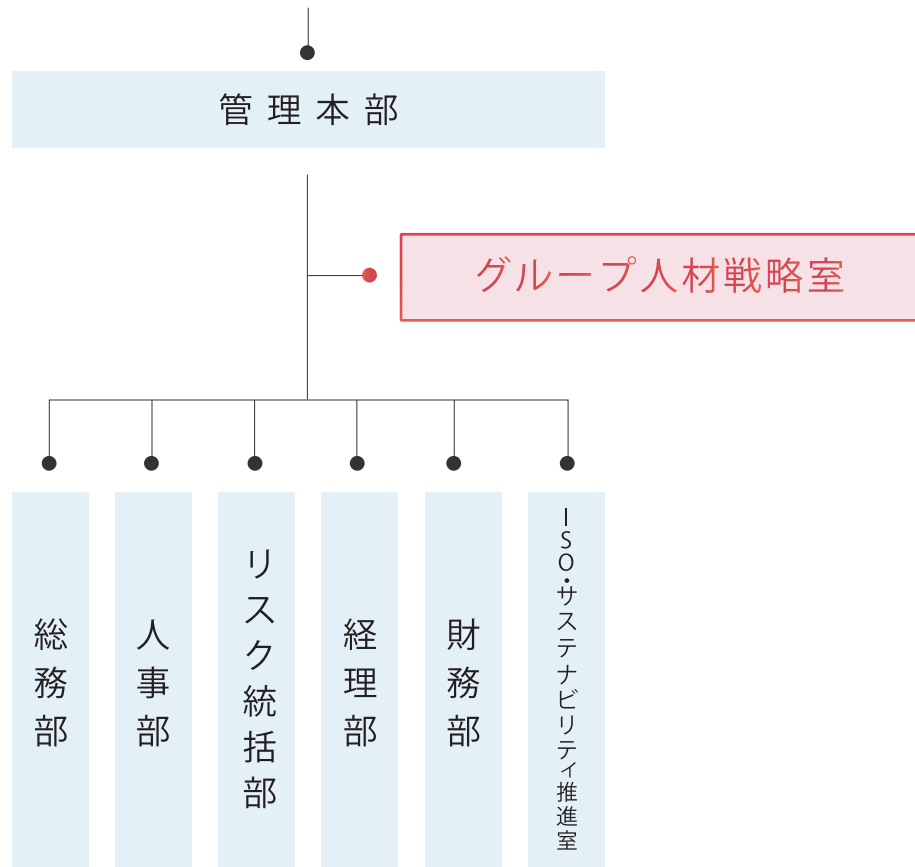 管理本部
グループ人材戦略室
総務部
人事部
リスク統括部
経理部
財務部
ISO・サステナビリティ推進室